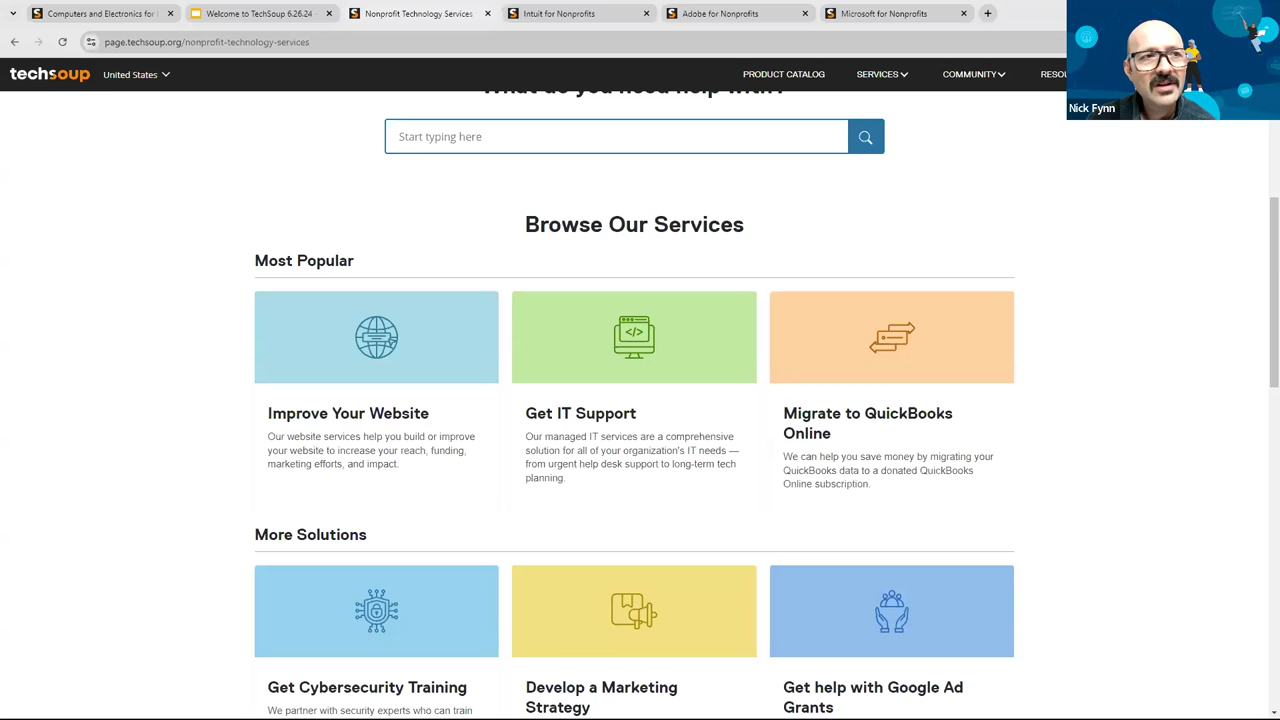 Computers and Electronics for
Welcome to TechSoup 6.26.24 -
Nonprofit Technology Services
Intuit for Nonprofits
Adobe for Nonprofits
Microsoft for Nonprofits
page.techsoup.org/nonprofit-technology-services
techsoup
United States
PRODUCT CATALOG
SERVICES
COMMUNITY
RESOU
Nick Fynn
What do you need help with?
Start typing here
Browse Our Services
Most Popular
Improve Your Website
Our website services help you build or improve
your website to increase your reach, funding,
marketing efforts, and impact.
Get IT Support
Our managed IT services are a comprehensive
solution for all of your organization's IT needs —
from urgent help desk support to long-term tech
planning.
Migrate to QuickBooks
Online
We can help you save money by migrating your
QuickBooks data to a donated QuickBooks
Online subscription.
More Solutions
Get Cybersecurity Training
We partner with security experts who can train
Develop a Marketing
Strategy
Get help with Google Ad
Grants